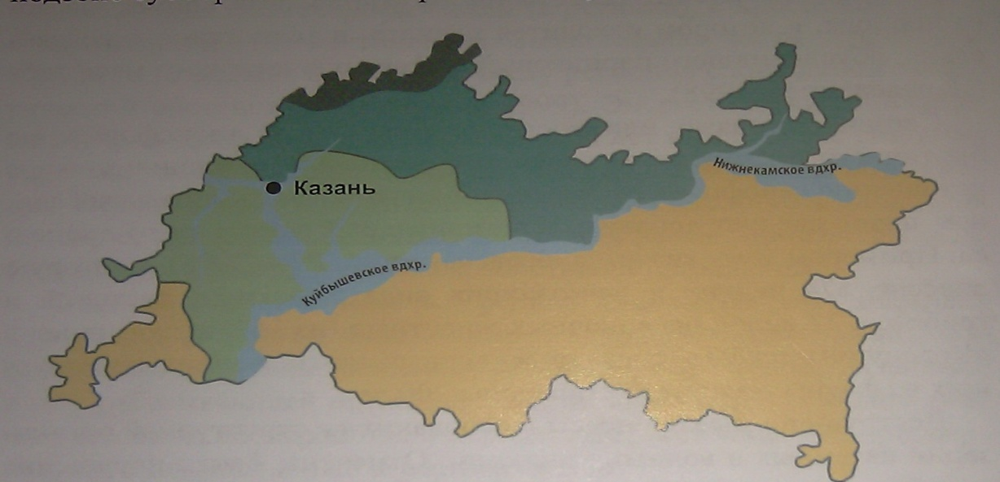 Казань
Нижнекамское вдхр.
Куйбышевское вдхр.